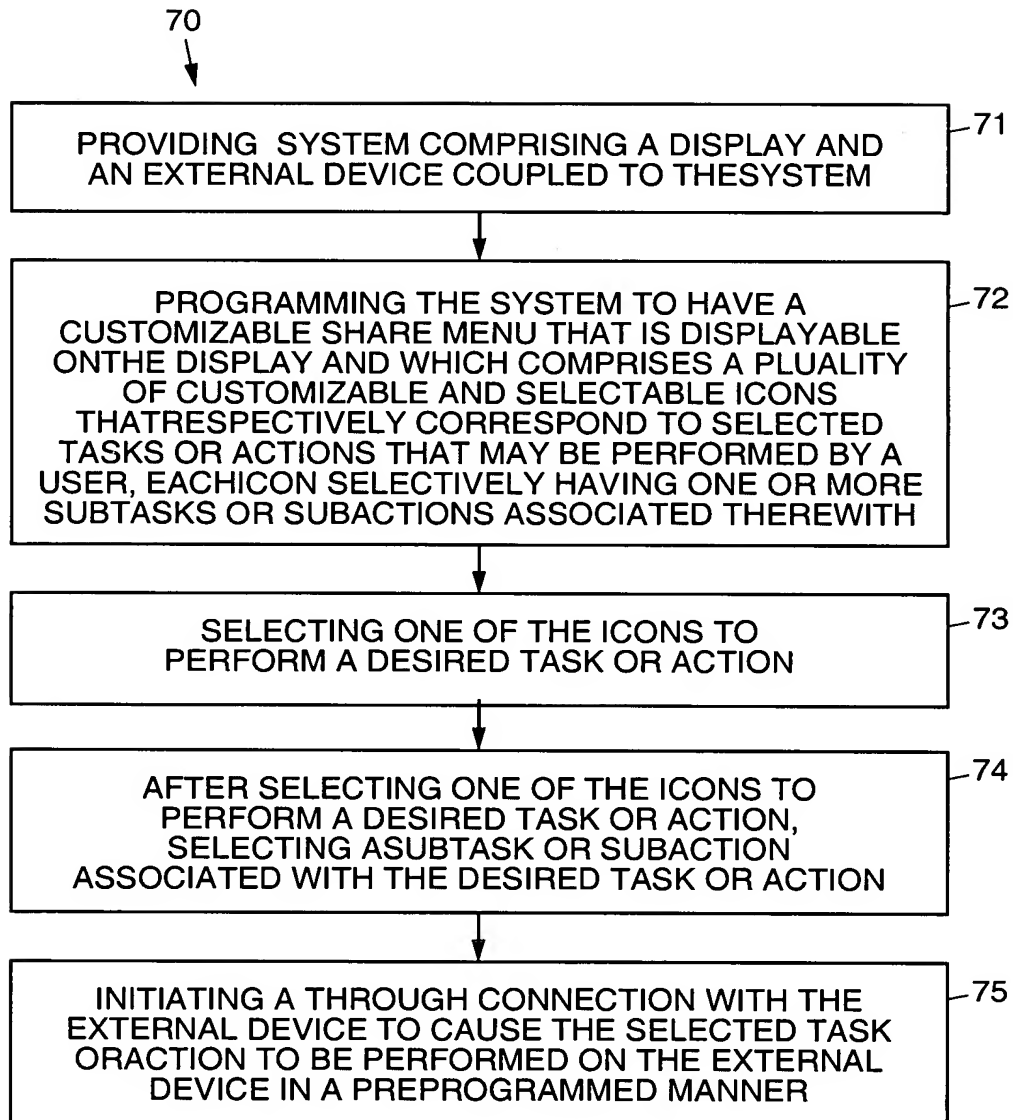 70
71
PROVIDING SYSTEM COMPRISING A DISPLAY AND
AN EXTERNAL DEVICE COUPLED TO THESYSTEM
72
PROGRAMMING THE SYSTEM TO HAVE A
CUSTOMIZABLE SHARE MENU THAT IS DISPLAYABLE
ONTHE DISPLAY AND WHICH COMPRISES A PLUALITY
OF CUSTOMIZABLE AND SELECTABLE ICONS
THATRESPECTIVELY CORRESPOND TO SELECTED
TASKS OR ACTIONS THAT MAY BE PERFORMED BY A
USER, EACHICON SELECTIVELY HAVING ONE OR MORE
SUBTASKS OR SUBACTIONS ASSOCIATED THEREWITH
73
SELECTING ONE OF THE ICONS TO
PERFORM A DESIRED TASK OR ACTION
74
AFTER SELECTING ONE OF THE ICONS TO
PERFORM A DESIRED TASK OR ACTION,
SELECTING ASUBTASK OR SUBACTION
ASSOCIATED WITH THE DESIRED TASK OR ACTION
75
INITIATING A THROUGH CONNECTION WITH THE
EXTERNAL DEVICE TO CAUSE THE SELECTED TASK
ORACTION TO BE PERFORMED ON THE EXTERNAL
DEVICE IN A PREPROGRAMMED MANNER